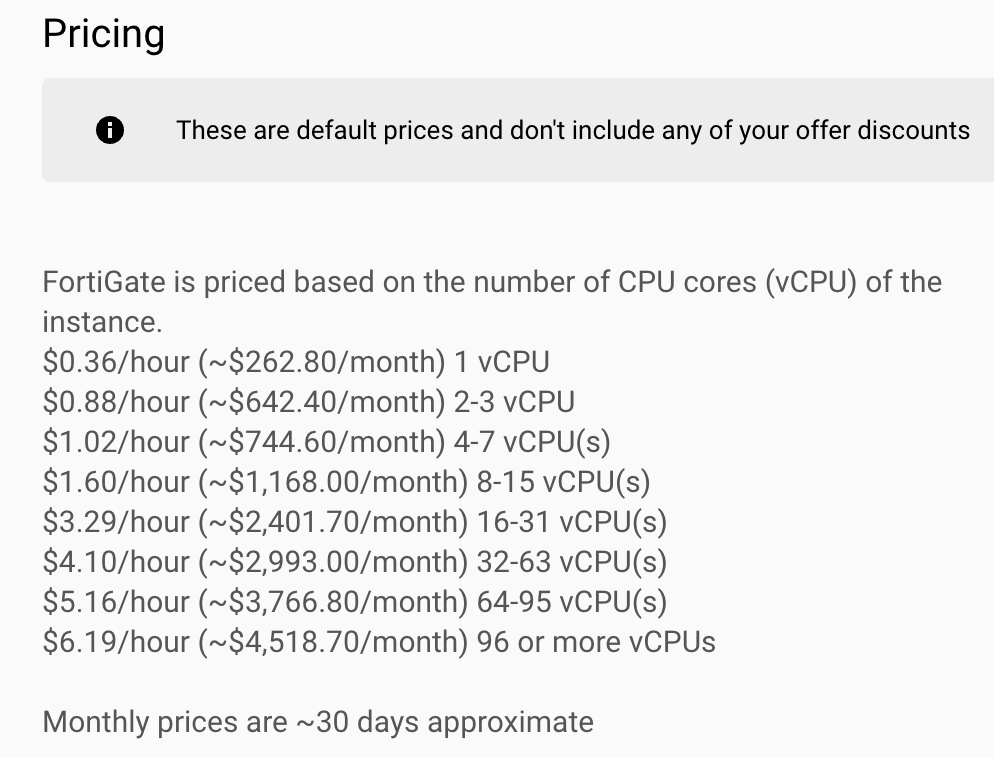 Pricing
These are default prices and don't include any of your offer discounts
FortiGate is priced based on the number of CPU cores (vCPU) of the
instance.
$0.36/hour (~$262.80/month) 1 vCPU
$0.88/hour (~$642.40/month) 2-3 vCPU
$1.02/hour (~$744.60/month) 4-7 vCPU(s)
$1.60/hour (~$1,168.00/month) 8-15 vCPU(s)
$3.29/hour (~$2,401.70/month) 16-31 vCPU(s)
$4.10/hour (~$2,993.00/month) 32-63 vCPU(s)
$5.16/hour (~$3,766.80/month) 64-95 vCPU(s)
$6.19/hour (~$4,518.70/month) 96 or more vCPUs
Monthly prices are ~30 days approximate